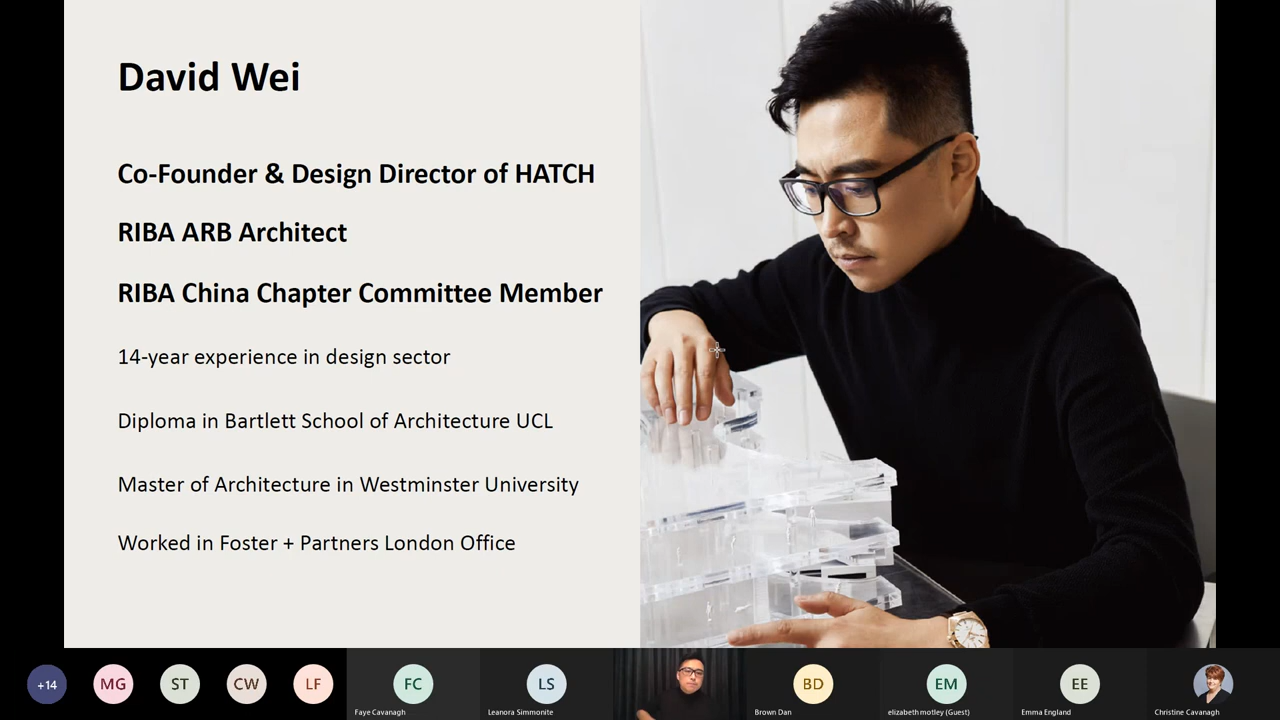 David Wei
Co-Founder & Design Director of HATCH
RIBA ARB Architect
RIBA China Chapter Committee Member
14-year experience in design sector
Diploma in Bartlett School of Architecture UCL
Master of Architecture in Westminster University
Worked in Foster + Partners London Office
+14
MG
ST
CW
LF
FC
LS
BD
EM
EE
Faye Cavanagh
Leanora Simmonite
Brown Dan
elizabeth motley (Guest)
Emma England
Christine Cavanagh